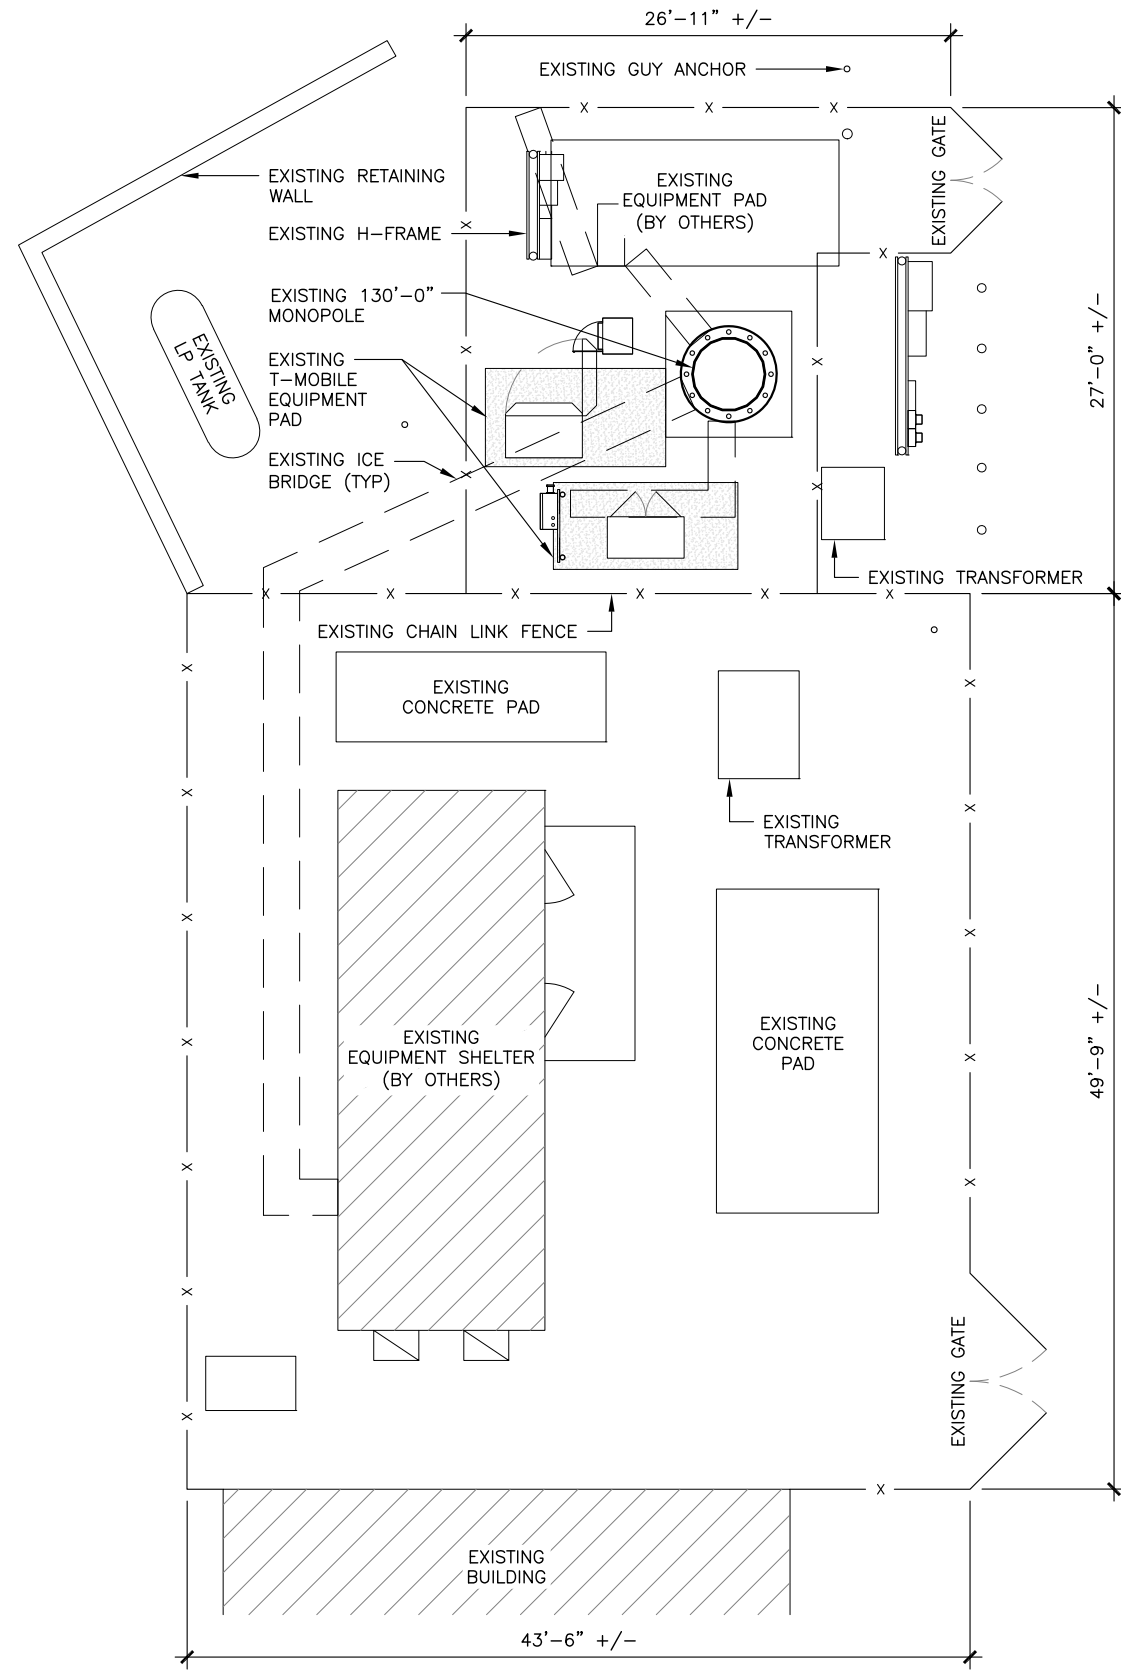 26'-11" +/-
EXISTING GUY ANCHOR
EXISTING GATE
EXISTING RETAINING
WALL
EXISTING
EQUIPMENT PAD
(BY OTHERS)
EXISTING H-FRAME
EXISTING 130'-0"
MONOPOLE
EXISTING
LP TANK
EXISTING
T-MOBILE
EQUIPMENT
PAD
27'-0" +/-
EXISTING ICE
BRIDGE (TYP)
EXISTING TRANSFORMER
EXISTING CHAIN LINK FENCE
EXISTING
CONCRETE PAD
EXISTING
TRANSFORMER
EXISTING
EQUIPMENT SHELTER
(BY OTHERS)
EXISTING
CONCRETE
PAD
49'-9" +/-
EXISTING GATE
EXISTING
BUILDING
43'-6" +/-